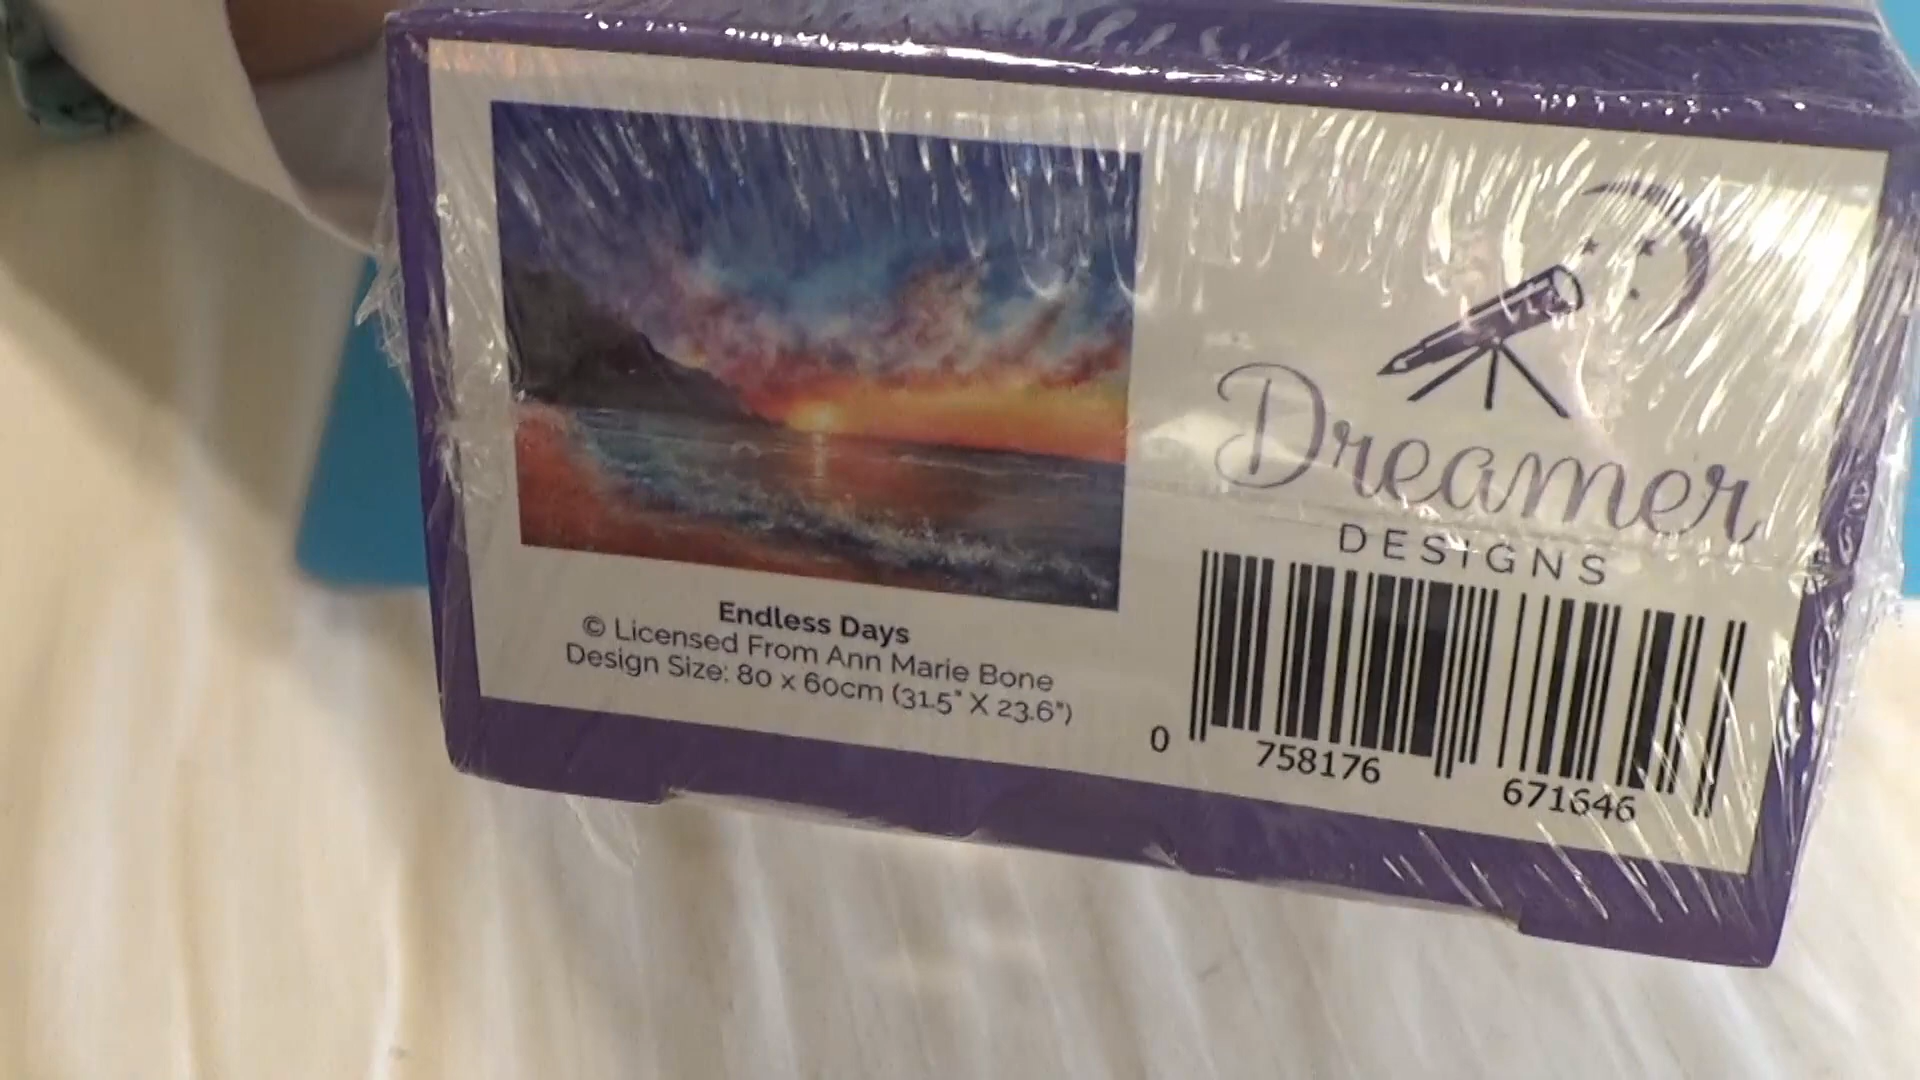 Endless Days
© Licensed From Ann Marie Bone
Design Size: 80 x 60cm (31.5" X 23.6")
Dreamer
DESIGNS
0 758176 671646